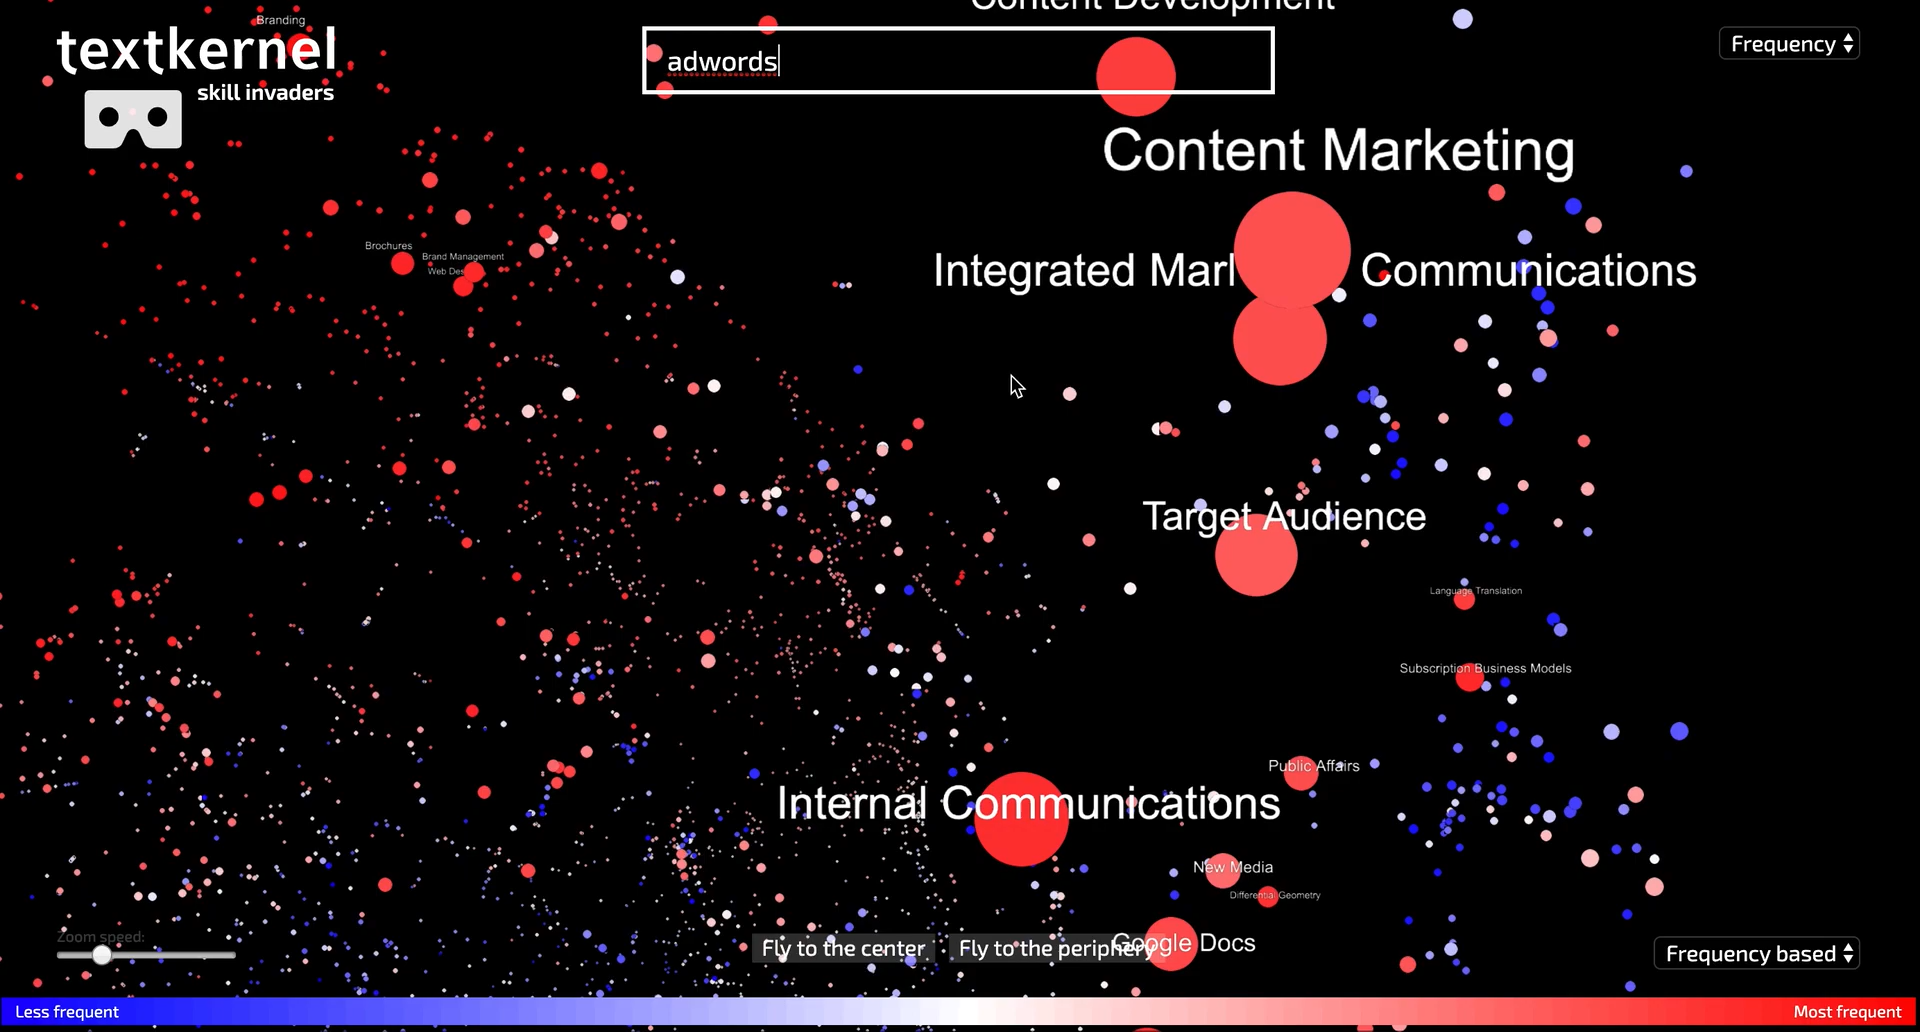 Content Development
Branding
textkernel
skill invaders
adwords
Frequency
Content Marketing
Brochures
Brand Management
Web
Integrated
Communications
Target Audience
Language Translation
Subscription Business Models
Public Affairs
Internal Communications
New Media
Differential Geometry
Google Docs
Zoom speed:
Fly to the center
Fly to the periphery
Frequency based
Less frequent
Most frequent